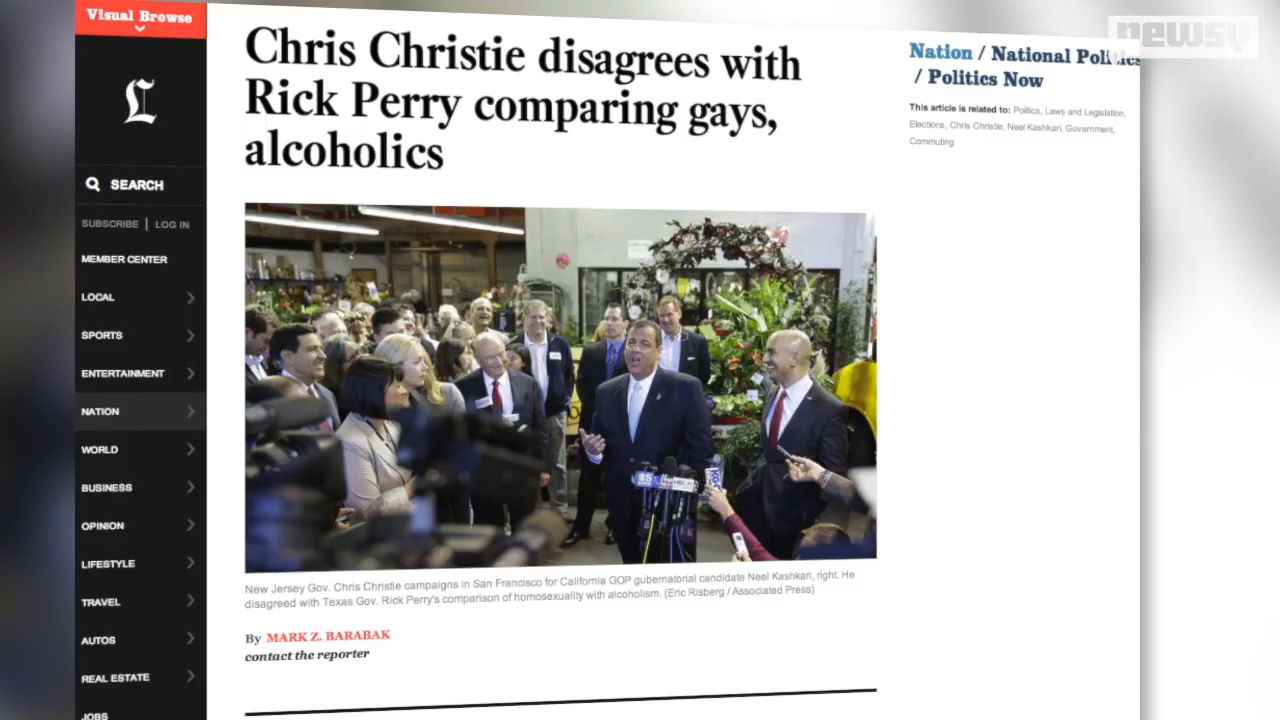 Visual Browse
newsy
L
SEARCH
SUBSCRIBE | LOG IN
MEMBER CENTER
LOCAL
SPORTS
ENTERTAINMENT
NATION
WORLD
BUSINESS
OPINION
LIFESTYLE
TRAVEL
AUTOS
REAL ESTATE
JOBS
Chris Christie disagrees with
Rick Perry comparing gays,
alcoholics
New Jersey Gov. Chris Christie campaigns in San Francisco for California GOP gubernatorial candidate Neel Kashkari, right. He
disagreed with Texas Gov. Rick Perry's comparison of homosexuality with alcoholism. (Eric Risberg / Associated Press)
By MARK Z. BARABAK
contact the reporter
Nation / National Politics
/ Politics Now
This article is related to: Politics, Laws and Legislation,
Elections, Chris Christie, Neel Kashkari, Government,
Commuting